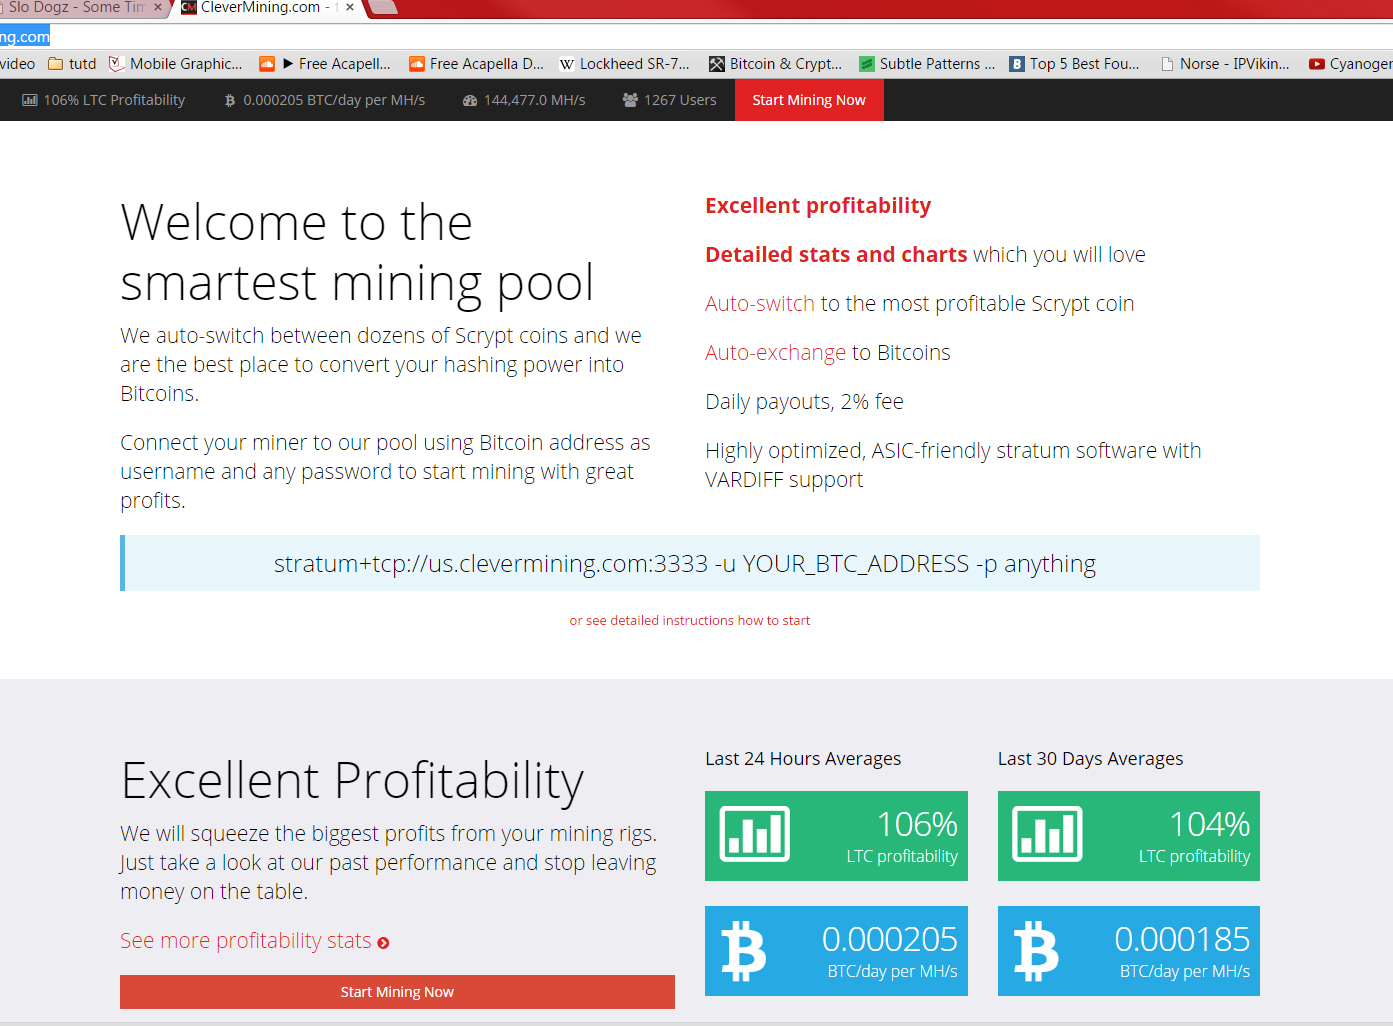 Slo Dogz - Some Tim
CleverMining.com -
ng.com
video tutd Mobile Graphic... ▶ Free Acapell... Free Acapella D... W Lockheed SR-7... Bitcoin & Crypt... Subtle Patterns ... B Top 5 Best Fou... Norse - IPVikin... Cyanogen
106% LTC Profitability 0.000205 BTC/day per MH/s 144,477.0 MH/s 1267 Users Start Mining Now
Welcome to the
smartest mining pool
We auto-switch between dozens of Scrypt coins and we
are the best place to convert your hashing power into
Bitcoins.
Connect your miner to our pool using Bitcoin address as
username and any password to start mining with great
profits.
Excellent profitability
Detailed stats and charts which you will love
Auto-switch to the most profitable Scrypt coin
Auto-exchange to Bitcoins
Daily payouts, 2% fee
Highly optimized, ASIC-friendly stratum software with
VARDIFF support
stratum+tcp://us.clevermining.com:3333 -u YOUR_BTC_ADDRESS -p anything
or see detailed instructions how to start
Excellent Profitability
We will squeeze the biggest profits from your mining rigs.
Just take a look at our past performance and stop leaving
money on the table.
See more profitability stats
Start Mining Now
Last 24 Hours Averages
106%
LTC profitability
0.000205
BTC/day per MH/s
Last 30 Days Averages
104%
LTC profitability
0.000185
BTC/day per MH/s